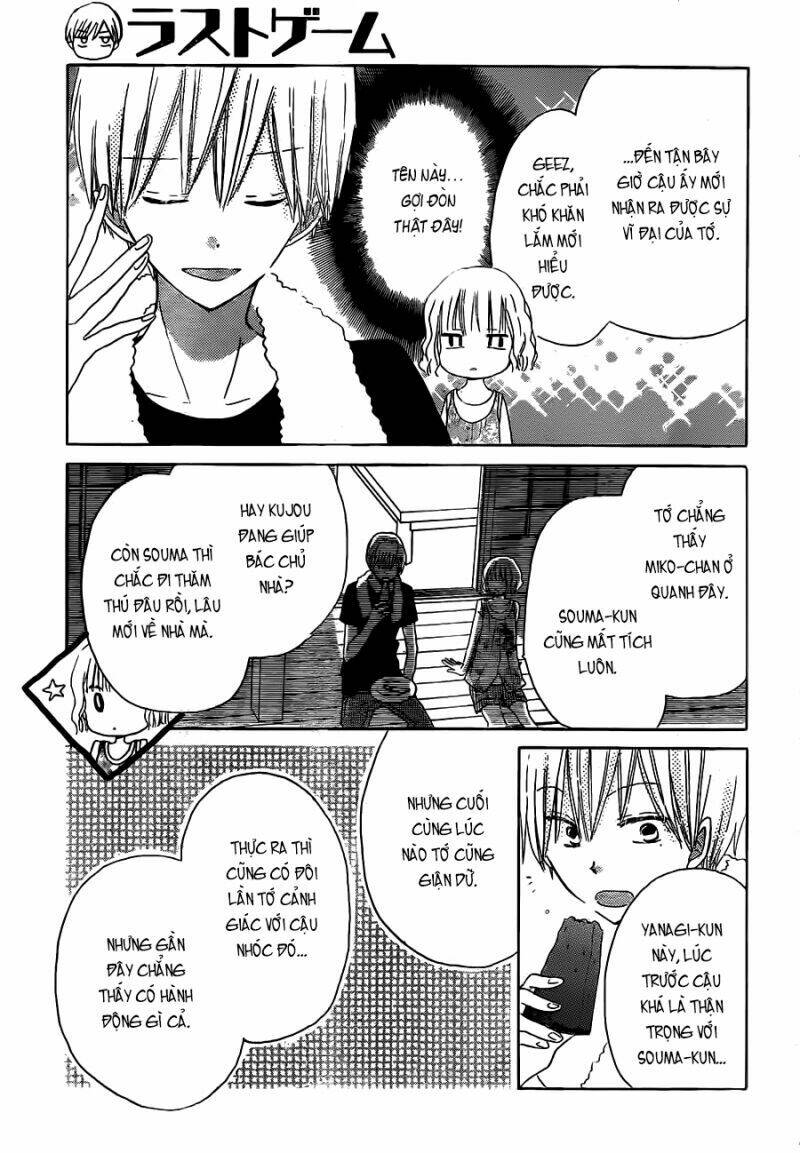 ラストゲーム
...ĐẾN TẬN BÂY
GIỜ CẬU ẤY MỚI
NHẬN RA ĐƯỢC SỰ
VĨ ĐẠI CỦA TỚ.
GEEZ,
CHẮC PHẢI
KHÓ KHĂN
LẮM MỚI
HIỂU
ĐƯỢC.
TÊN NÀY...
GỢI ĐÒN
THẬT ĐẤY!
TỚ CHẲNG
THẤY
MIKO-CHAN Ở
QUANH ĐÂY.
SOUMA-KUN
CŨNG MẤT TÍCH
LUÔN.
HAY KUJOU
ĐANG GIÚP
BÁC CHỦ
NHÀ?
CÒN SOUMA THÌ
CHẮC ĐI THĂM
THÚ ĐÂU RỒI, LÂU
MỚI VỀ NHÀ MÀ.
YANAGI-KUN
NÀY, LÚC
TRƯỚC CẬU
KHÁ LÀ THẬN
TRỌNG VỚI
SOUMA-KUN...
NHƯNG CUỐI
CÙNG LÚC
NÀO TỚ CŨNG
GIẬN DỮ.
THỰC RA THÌ
CŨNG CÓ ĐÔI
LẦN TỚ CẢNH
GIÁC VỚI CẬU
NHÓC ĐÓ...
NHƯNG GẦN
ĐÂY CHẲNG
THẤY CÓ HÀNH
ĐỘNG GÌ CẢ.